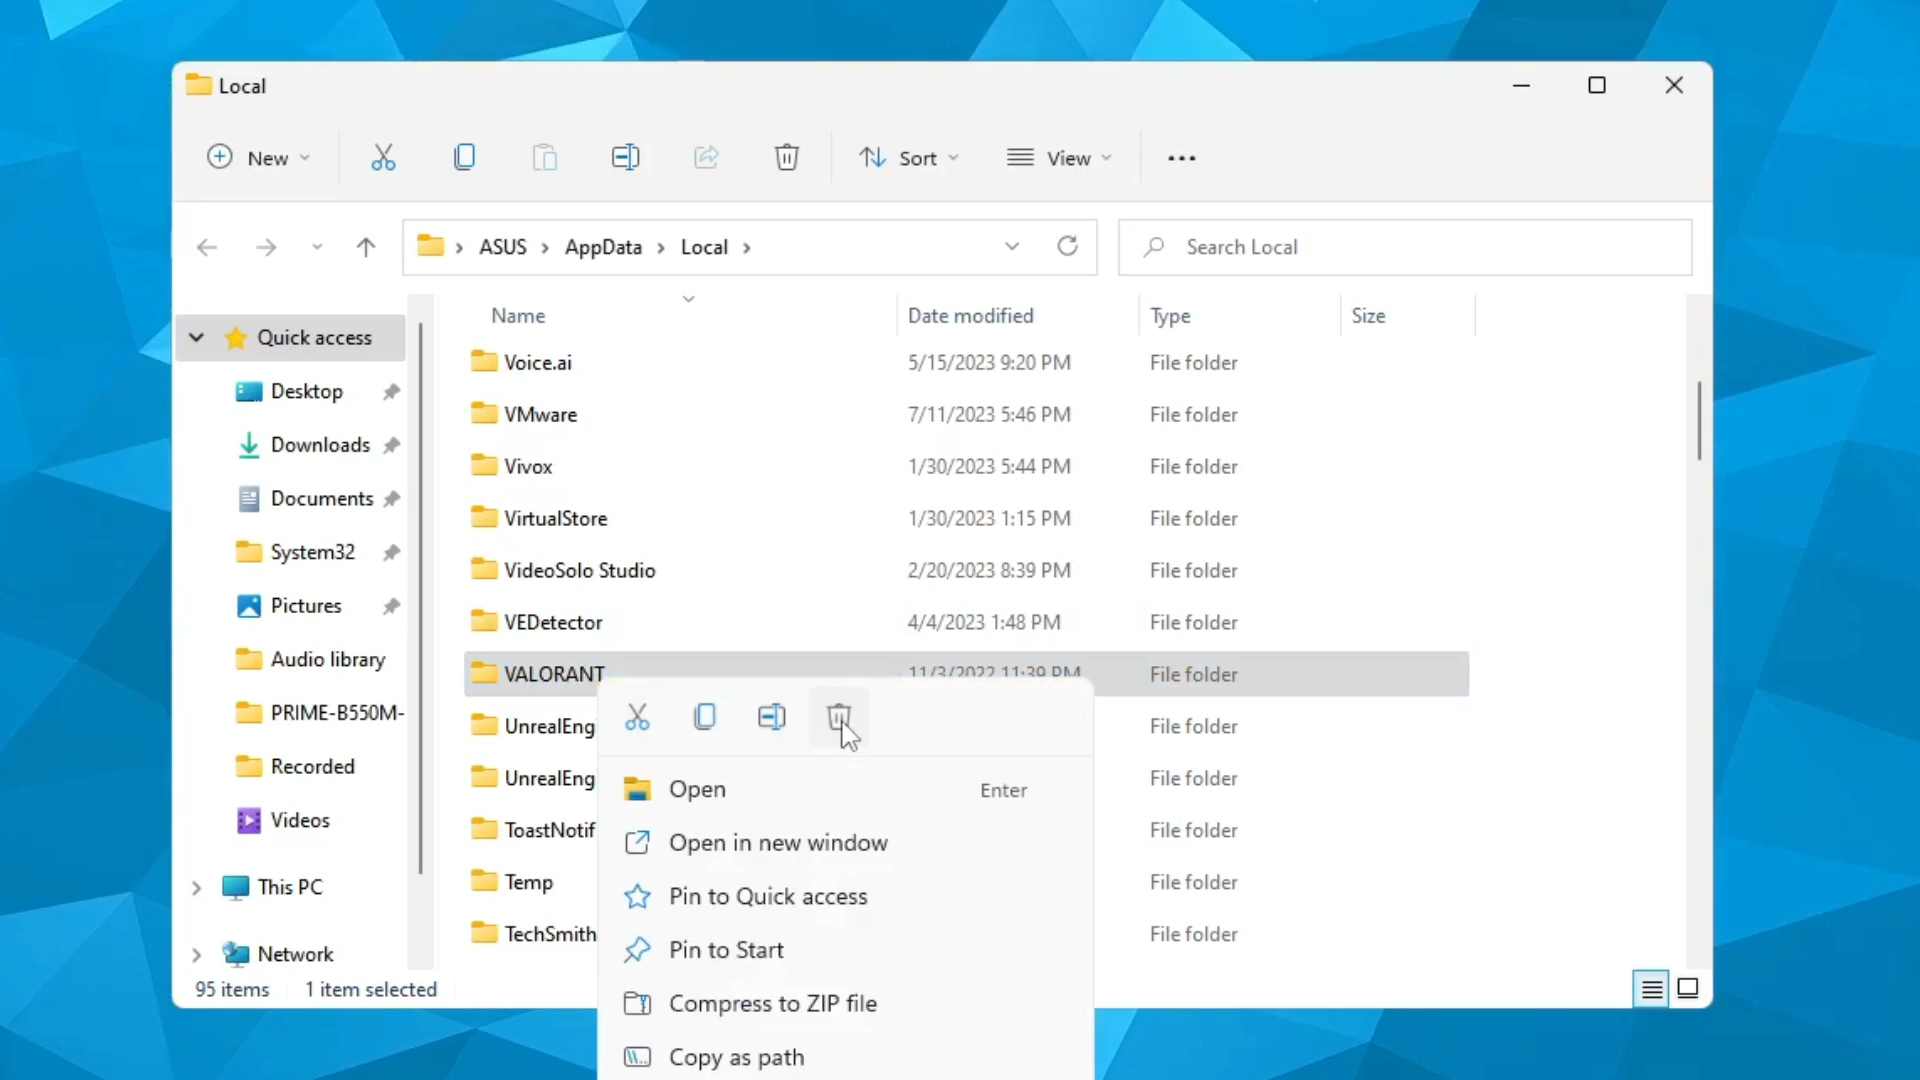 Local
New
Sort
View
ASUS
AppData
Local
Search Local
Name
Date modified
Type
Size
Quick access
Desktop
Downloads
Documents
System32
Pictures
Audio library
PRIME-B550M-
Recorded
Videos
This PC
Network
Voice.ai 5/15/2023 9:20 PM File folder
VMware 7/11/2023 5:46 PM File folder
Vivox 1/30/2023 5:44 PM File folder
VirtualStore 1/30/2023 1:15 PM File folder
VideoSolo Studio 2/20/2023 8:39 PM File folder
VEDetector 4/4/2023 1:48 PM File folder
VALORANT 11/3/2022 11:39 PM File folder
UnrealEng File folder
UnrealEng File folder
ToastNotif File folder
Temp File folder
TechSmith File folder
Open Enter
Open in new window
Pin to Quick access
Pin to Start
Compress to ZIP file
Copy as path
95 items 1 item selected